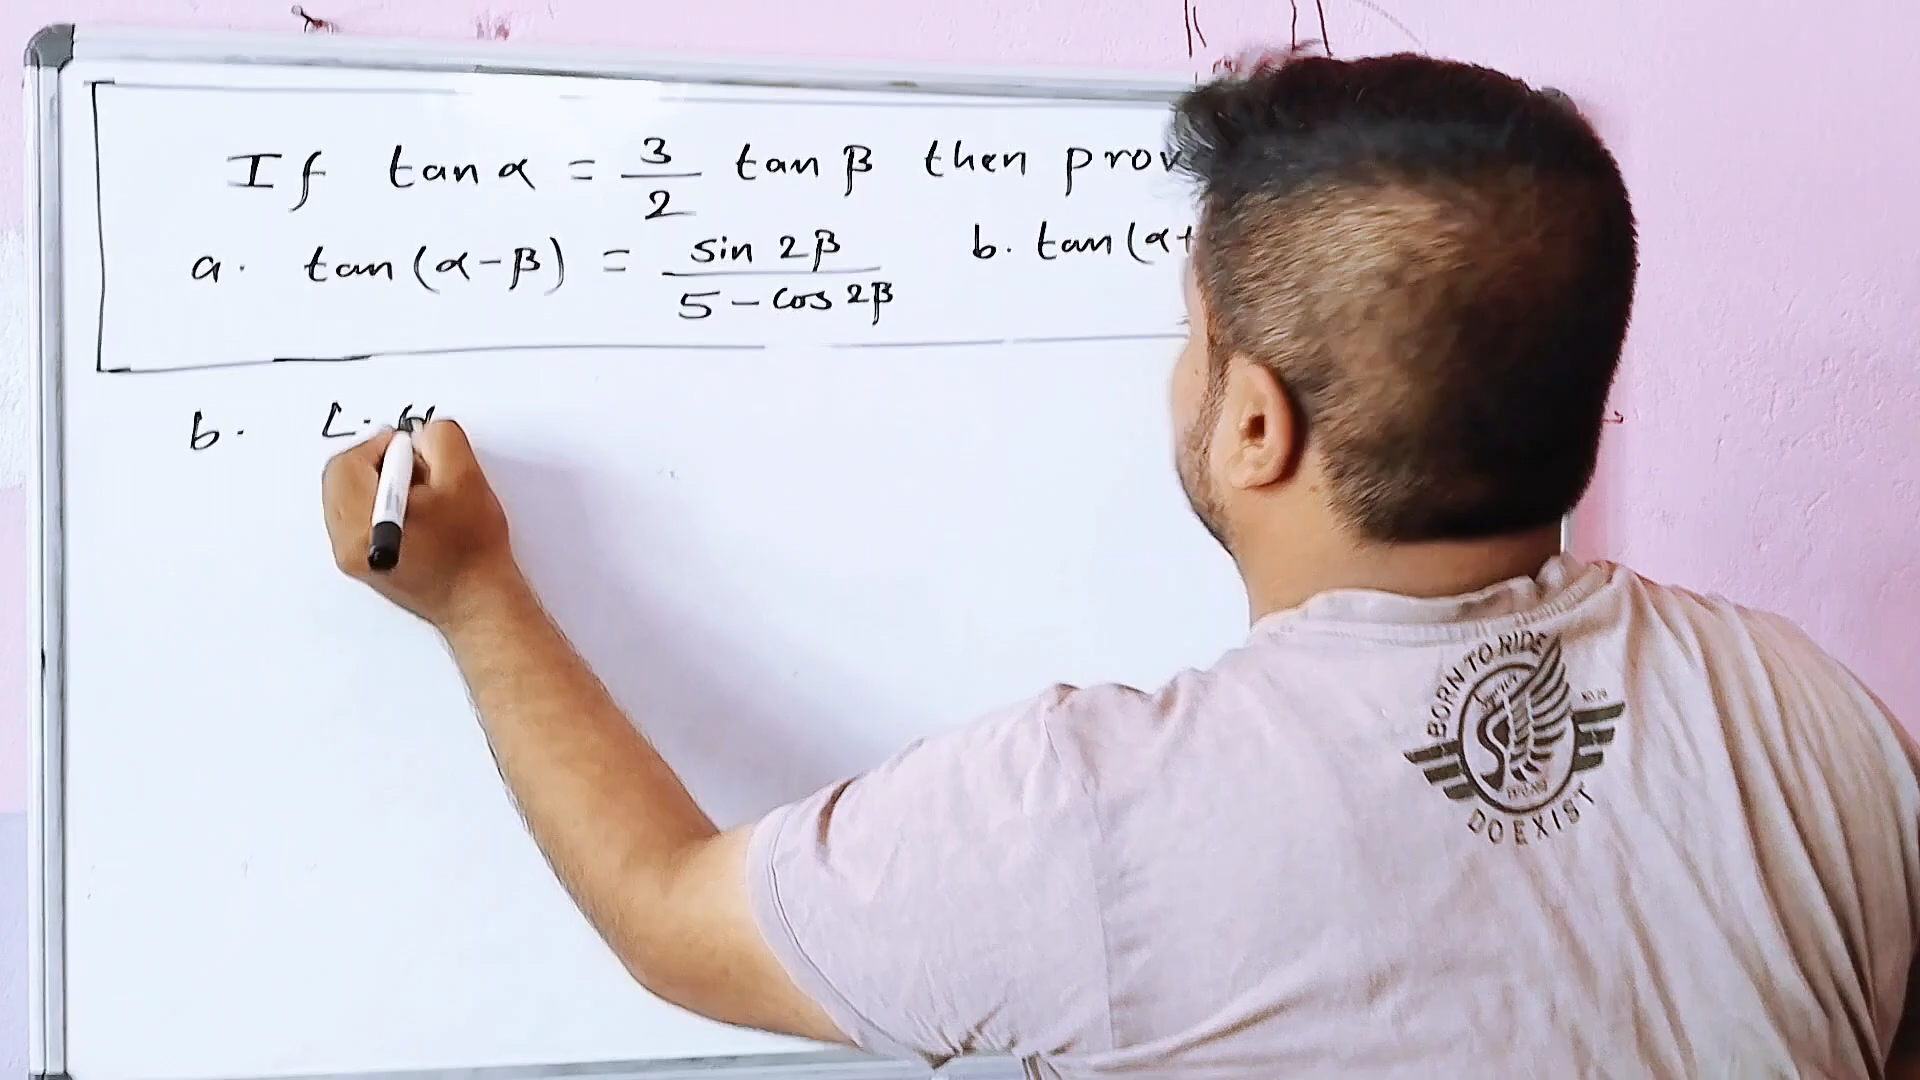 If tan α = 3/2 tan β then prov
a. tan (α - β) = sin 2β / 5 - cos 2β b. tan (α +
b. L.H
BORN TO RIDE
DO EXIST